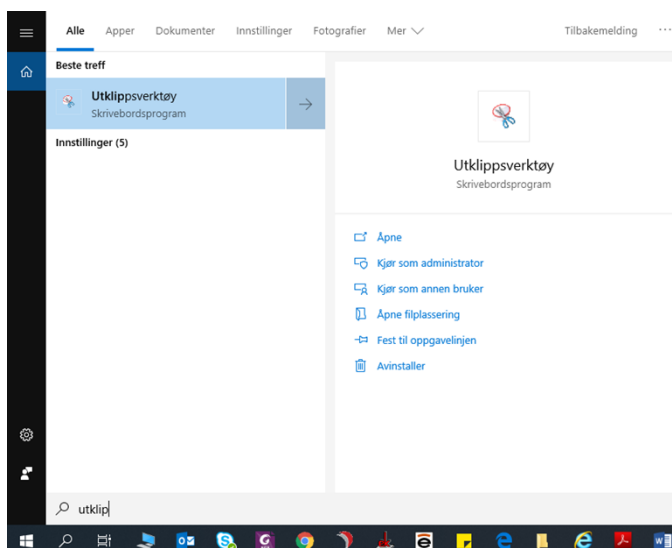 Alle Apper Dokumenter Innstillinger Fotografier Mer Tilbakemelding ...
Beste treff
Utklippsverktøy
Skrivebordsprogram
Innstillinger (5)
Utklippsverktøy
Skrivebordsprogram
Åpne
Kjør som administrator
Kjør som annen bruker
Åpne filplassering
Fest til oppgavelinjen
Avinstaller
utklip